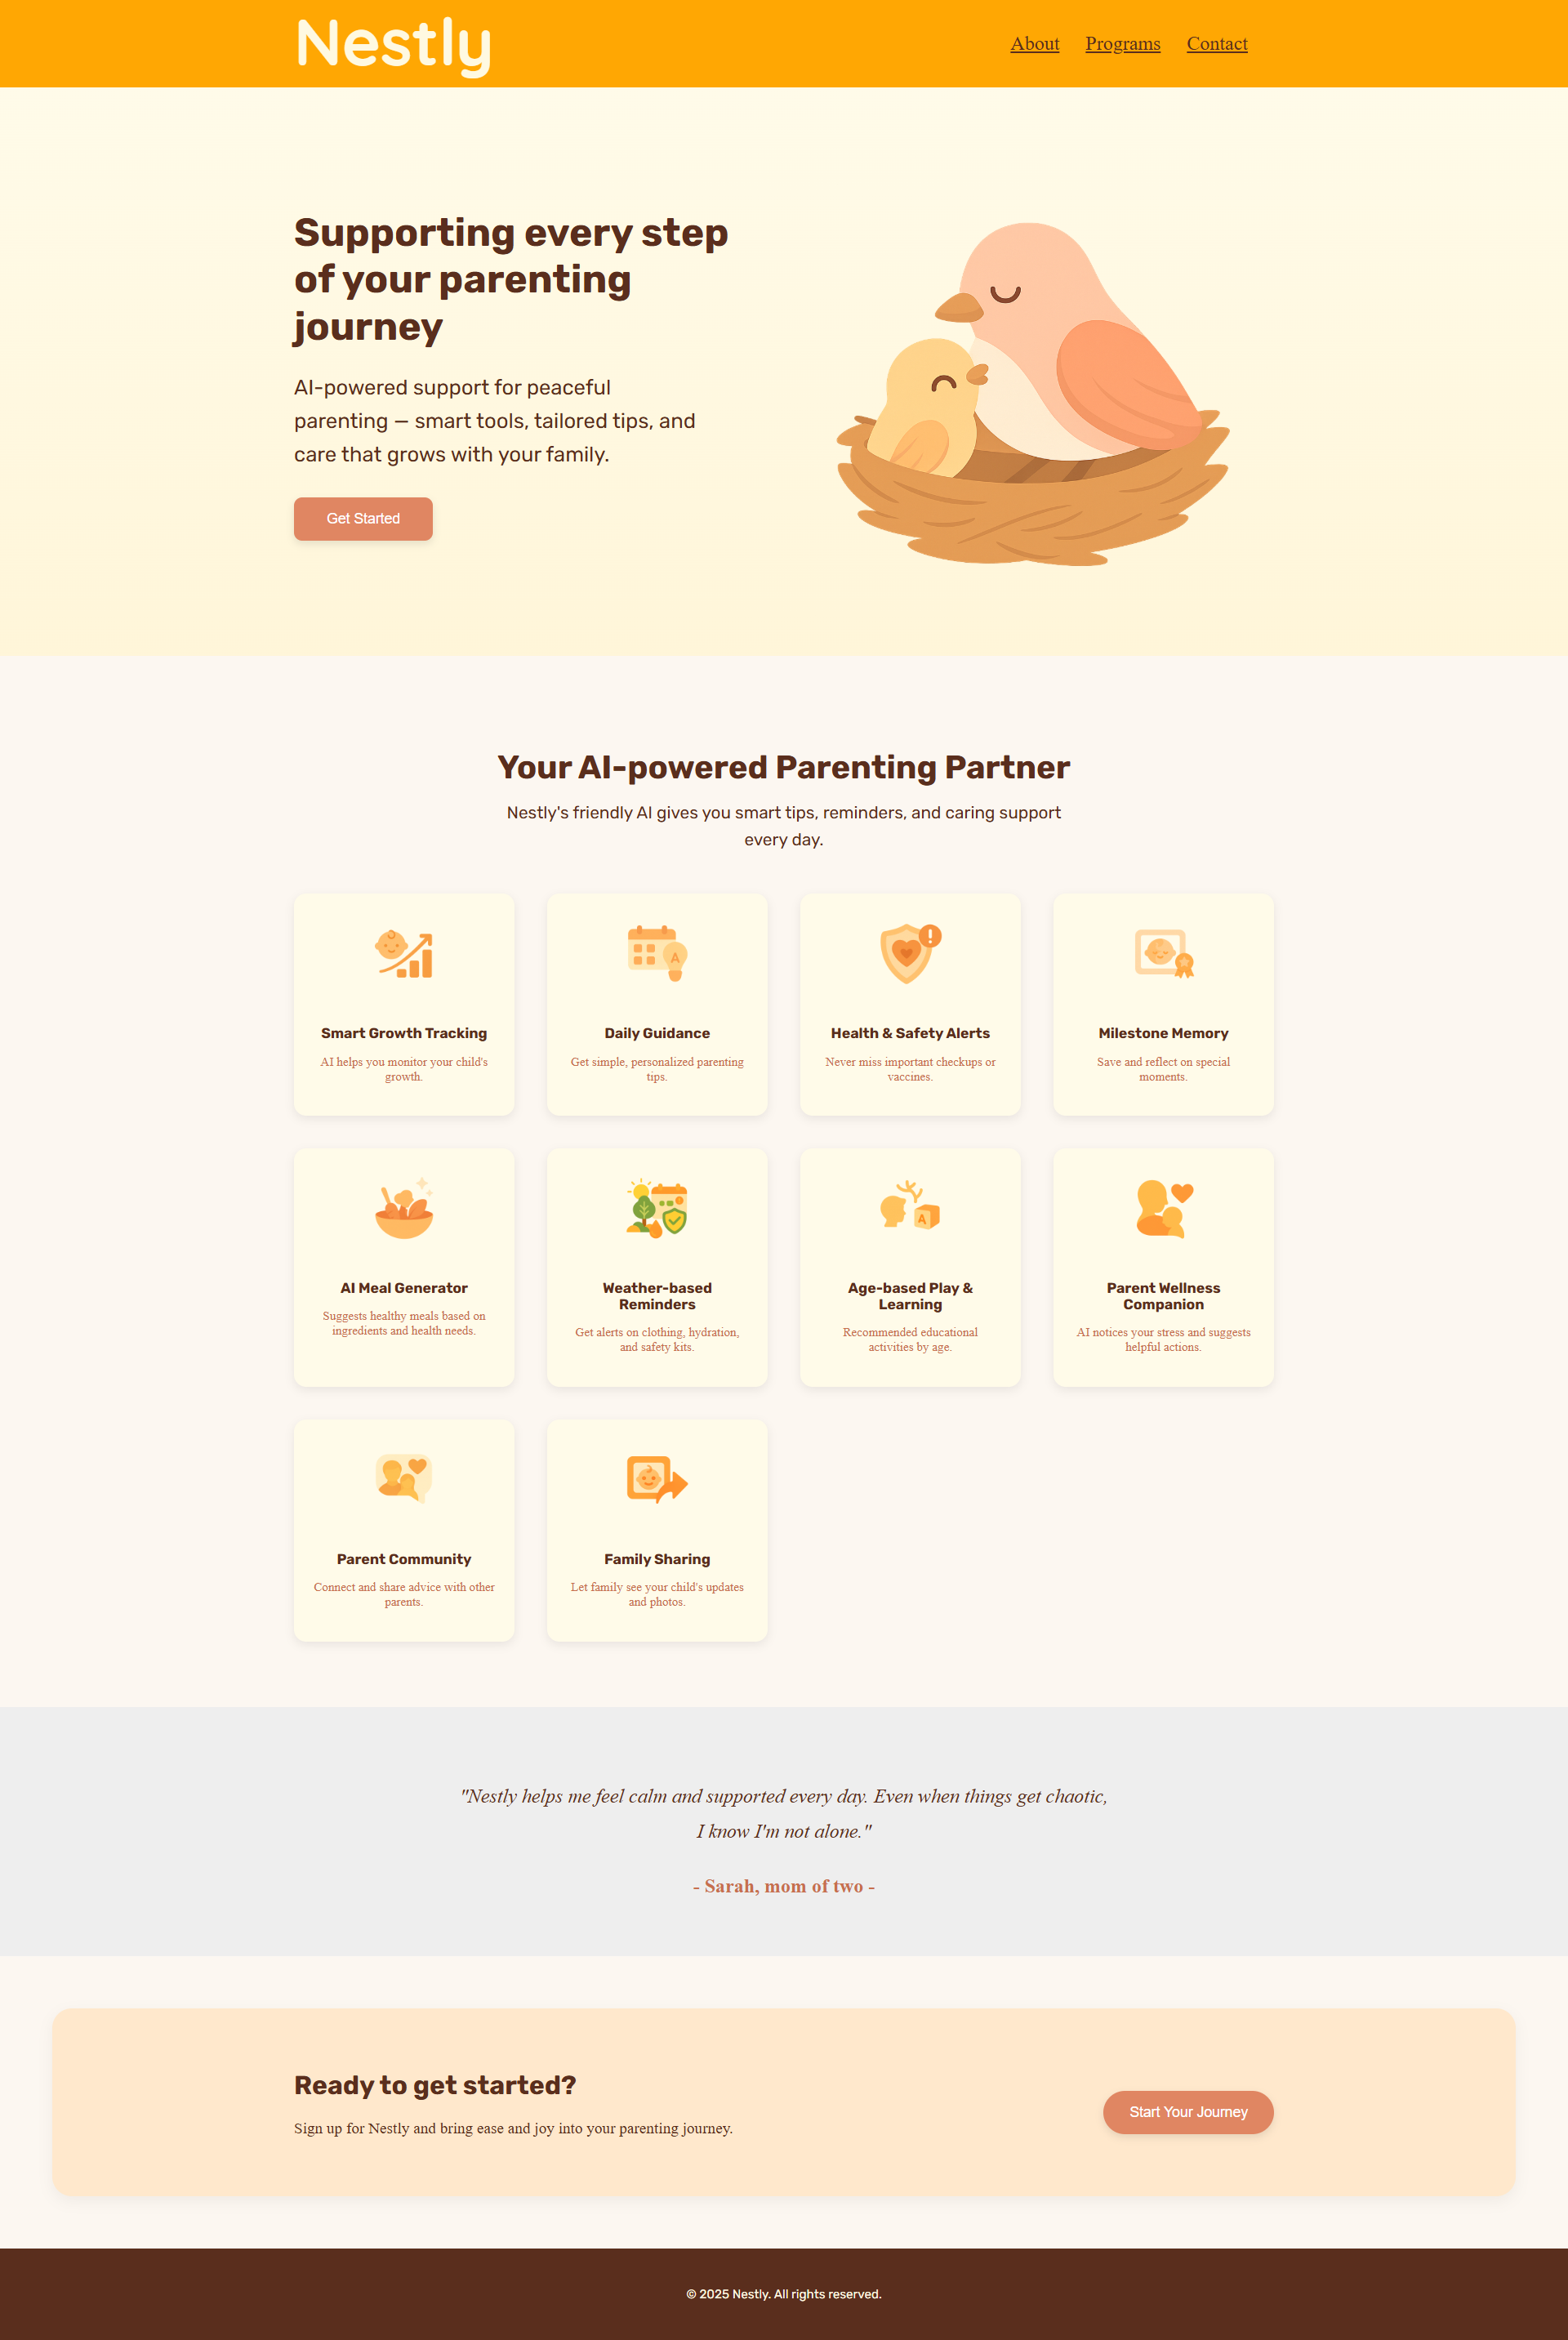 Nestly
About Programs Contact
Supporting every step
of your parenting
journey
AI-powered support for peaceful
parenting — smart tools, tailored tips, and
care that grows with your family.
Get Started
Your AI-powered Parenting Partner
Nestly's friendly AI gives you smart tips, reminders, and caring support
every day.
Smart Growth Tracking
AI helps you monitor your child's
growth.
A
Daily Guidance
Get simple, personalized parenting
tips.
!
Health & Safety Alerts
Never miss important checkups or
vaccines.
Milestone Memory
Save and reflect on special
moments.
AI Meal Generator
Suggests healthy meals based on
ingredients and health needs.
Weather-based
Reminders
Get alerts on clothing, hydration,
and safety kits.
A
Age-based Play &
Learning
Recommended educational
activities by age.
Parent Wellness
Companion
AI notices your stress and suggests
helpful actions.
Parent Community
Connect and share advice with other
parents.
Family Sharing
Let family see your child's updates
and photos.
"Nestly helps me feel calm and supported every day. Even when things get chaotic,
I know I'm not alone."
- Sarah, mom of two -
Ready to get started?
Sign up for Nestly and bring ease and joy into your parenting journey.
Start Your Journey
© 2025 Nestly. All rights reserved.